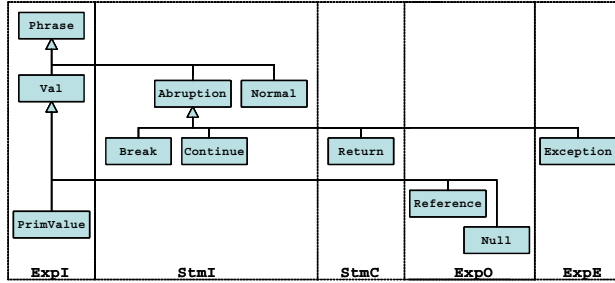 Phrase
Val
Abruption
Normal
Break
Continue
Return
Exception
Reference
PrimValue
Null
ExpI
StmI
StmC
ExpO
ExpE